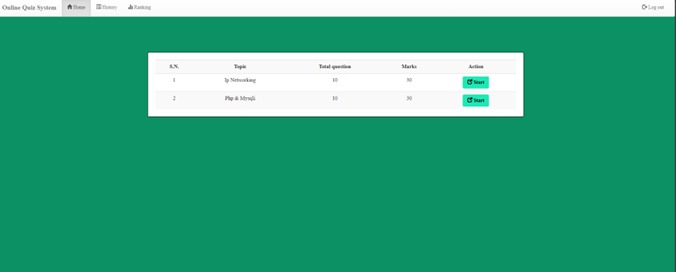 Online Quiz System Home History Ranking Log out
S.N. Topic Total question Marks Action
1 Ip Networking 10 30 Start
2 Php & Mysqli 10 30 Start